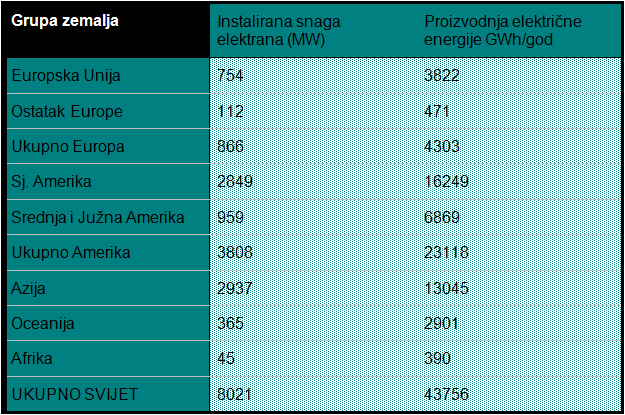 Grupa zemalja Instalirana snaga Proizvodnja električne
elektrana (MW) energije GWh/god
Europska Unija 754 3822
Ostatak Europe 112 471
Ukupno Europa 866 4303
Sj. Amerika 2849 16249
Srednja i Južna Amerika 959 6869
Ukupno Amerika 3808 23118
Azija 2937 13045
Oceanija 365 2901
Afrika 45 390
UKUPNO SVIJET 8021 43756